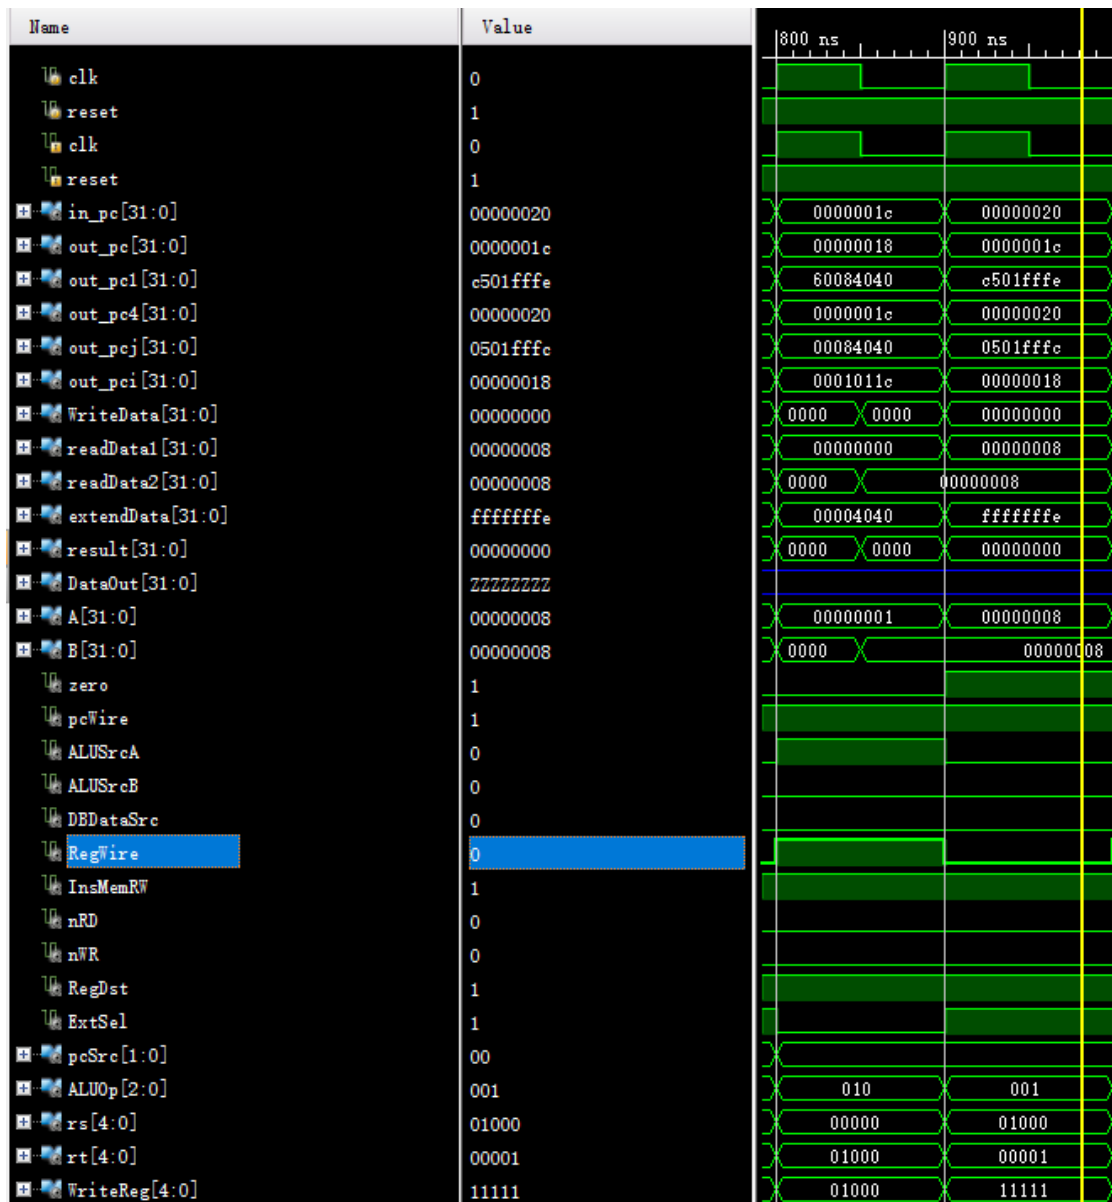 Name Value 800 ns 900 ns
clk 0
reset 1
clk 0
reset 1
in_pc[31:0] 00000020 0000001c 00000020
out_pc[31:0] 0000001c 00000018 0000001c
out_pc1[31:0] c501fffe 60084040 c501fffe
out_pc4[31:0] 00000020 0000001c 00000020
out_pcj[31:0] 0501fffc 00084040 0501fffc
out_pci[31:0] 00000018 0001011c 00000018
WriteData[31:0] 00000000 0000 0000 00000000
readData1[31:0] 00000008 00000000 00000008
readData2[31:0] 00000008 0000 00000008
extendData[31:0] fffffffe 00004040 fffffffe
result[31:0] 00000000 0000 0000 00000000
DataOut[31:0] ZZZZZZZZ
A[31:0] 00000008 00000001 00000008
B[31:0] 00000008 0000 00000008
zero 1
pcWire 1
ALUSrcA 0
ALUSrcB 0
DBDataSrc 0
RegWire 0
InsMemRW 1
nRD 0
nWR 0
RegDst 1
ExtSel 1
pcSrc[1:0] 00
ALUOp[2:0] 001 010 001
rs[4:0] 01000 00000 01000
rt[4:0] 00001 01000 00001
WriteReg[4:0] 11111 01000 11111